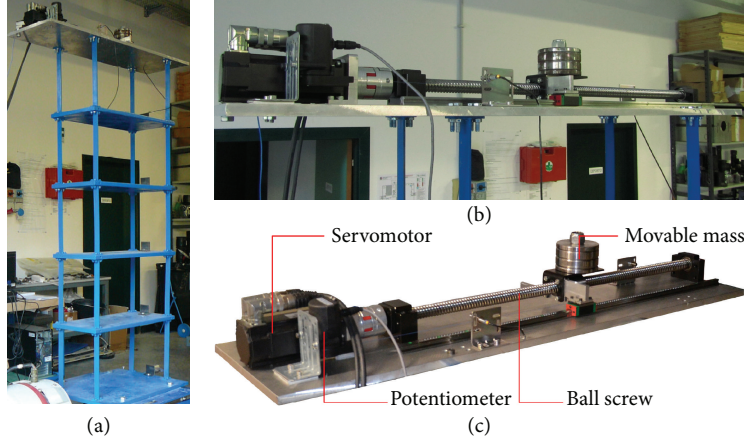 (a)
(b)
Servomotor
Movable mass
Potentiometer
Ball screw
(c)